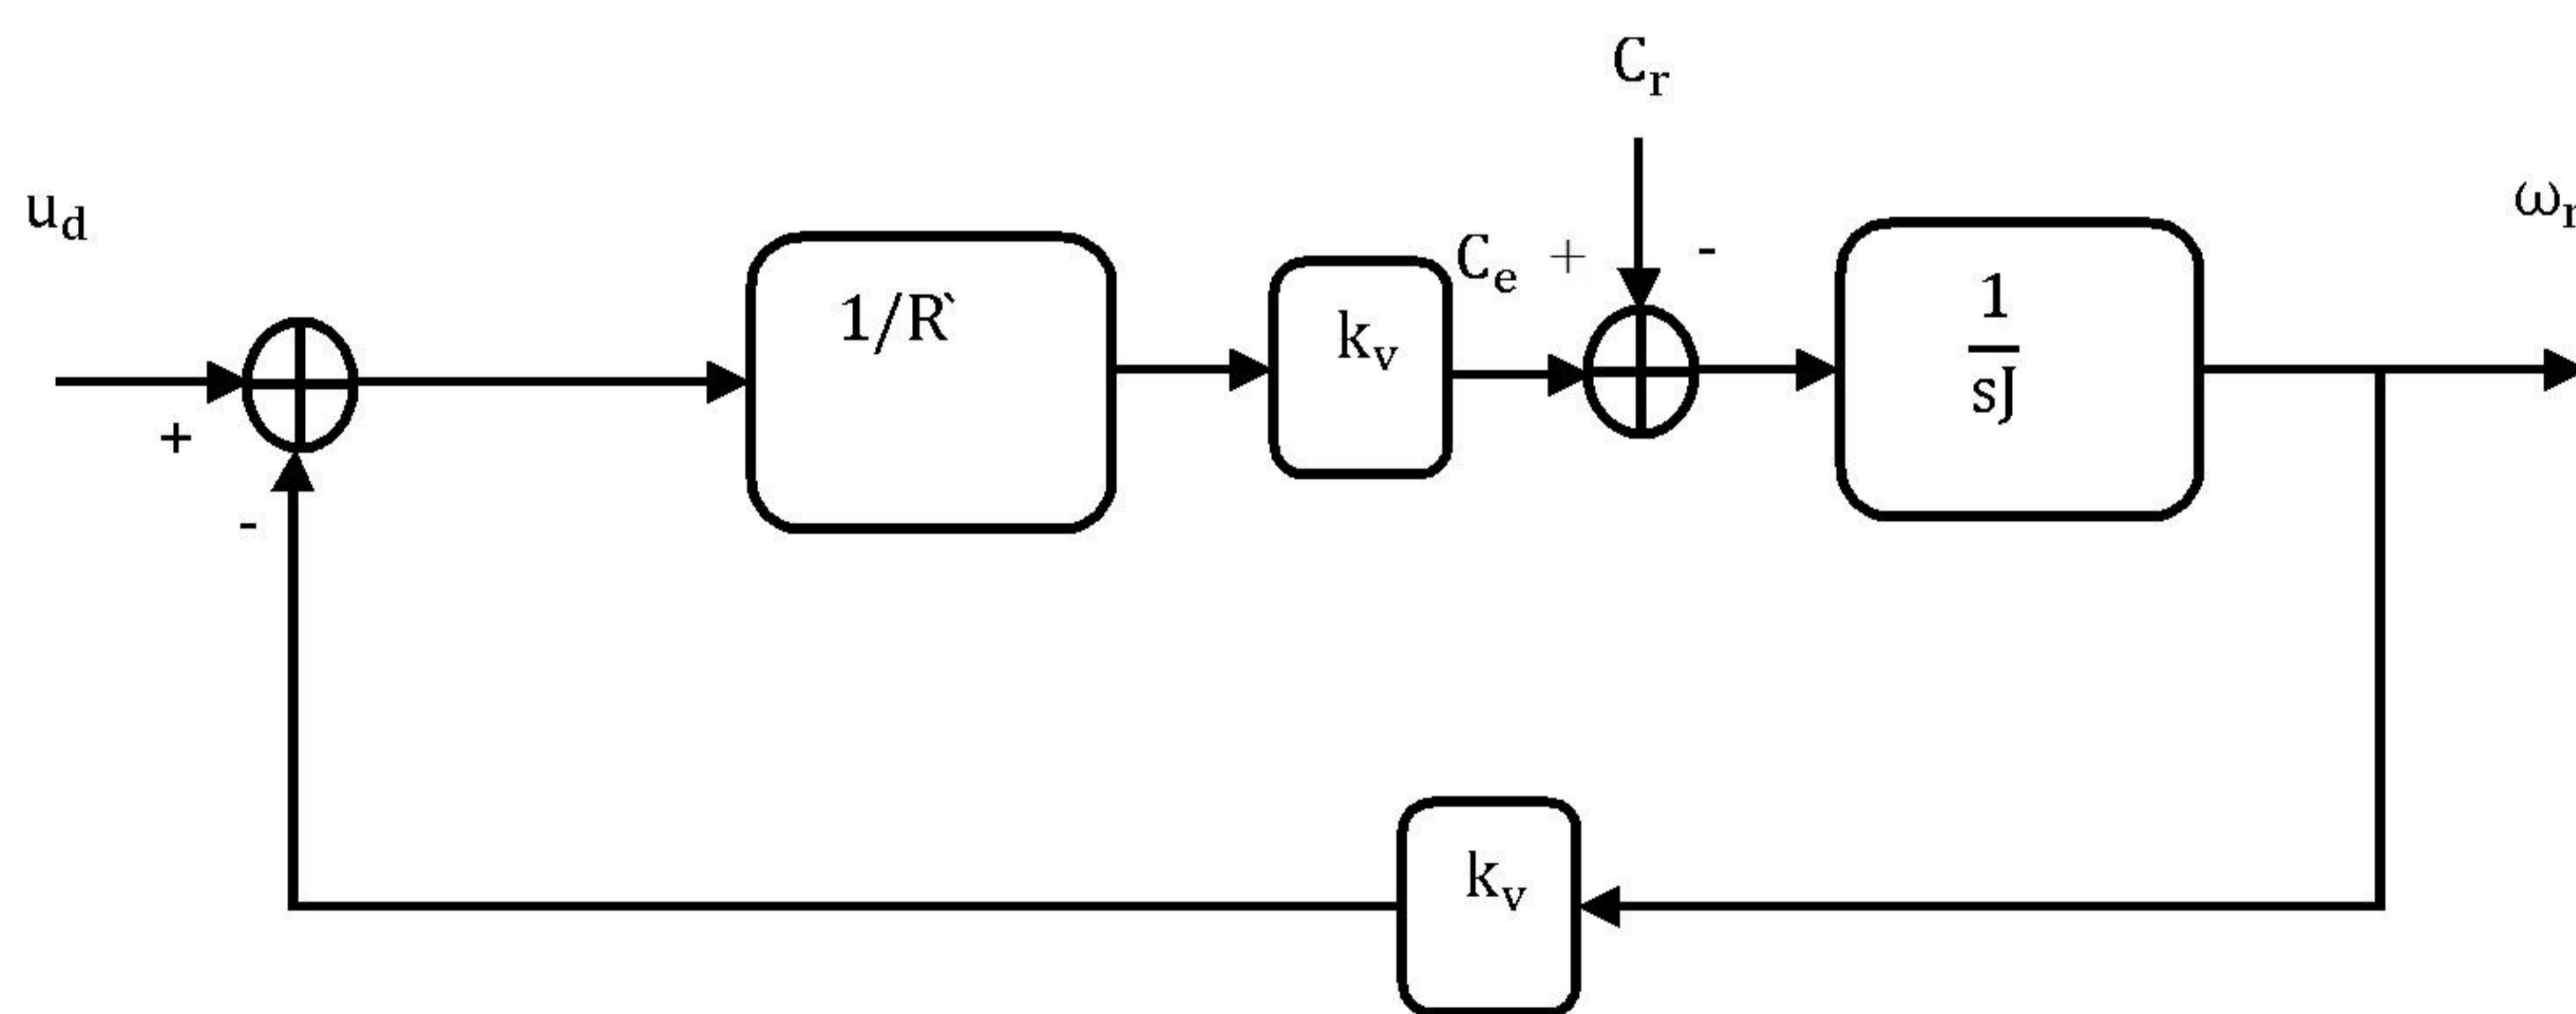 C_r
u_d
ω_r
C_e + -
1/R`
k_v
1
sJ
+
-
k_v